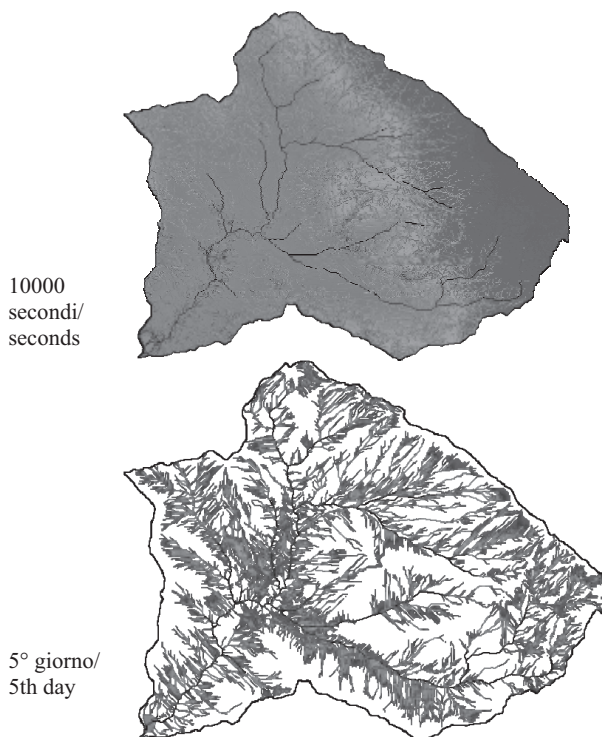 10000
secondi/
seconds
5° giorno/
5th day